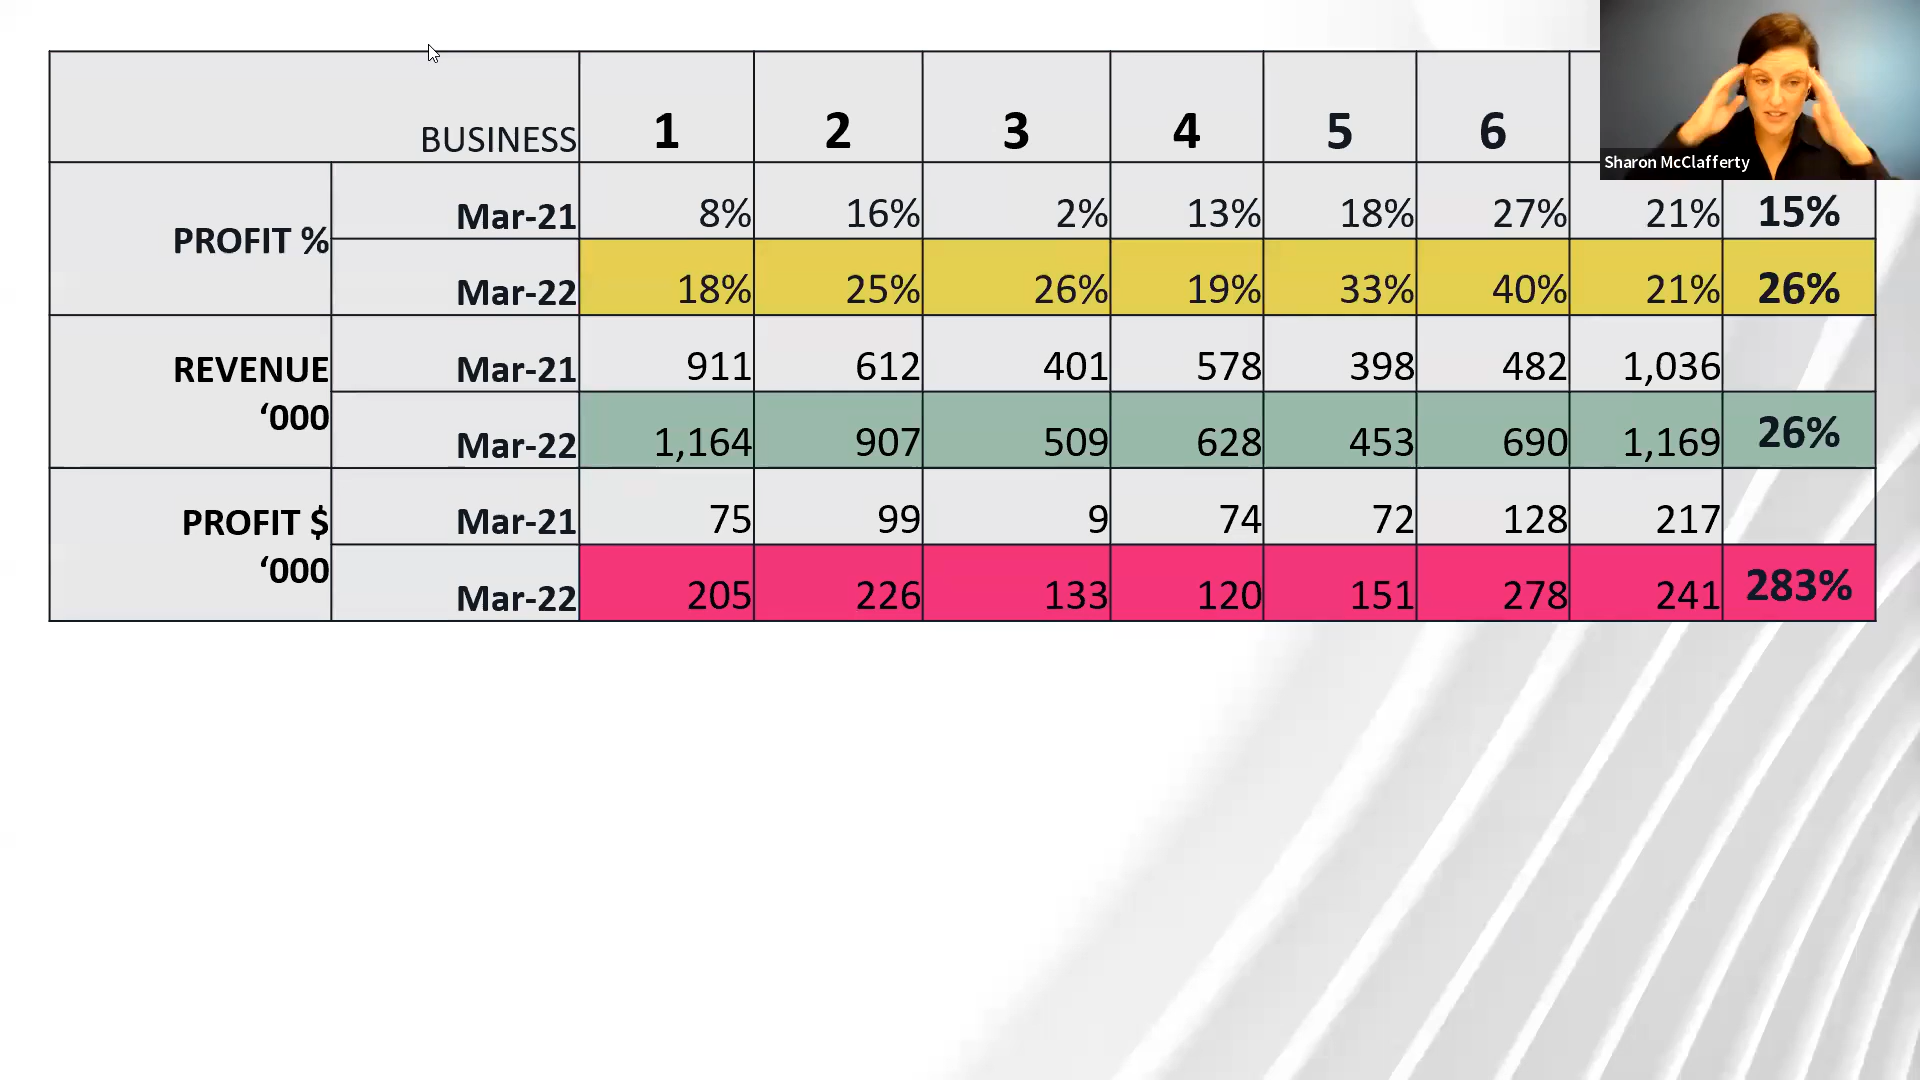 BUSINESS 1 2 3 4 5 6
Sharon McClafferty
PROFIT %
Mar-21 8% 16% 2% 13% 18% 27% 21% 15%
Mar-22 18% 25% 26% 19% 33% 40% 21% 26%
REVENUE
‘000
Mar-21 911 612 401 578 398 482 1,036
Mar-22 1,164 907 509 628 453 690 1,169 26%
PROFIT $
‘000
Mar-21 75 99 9 74 72 128 217
Mar-22 205 226 133 120 151 278 241 283%